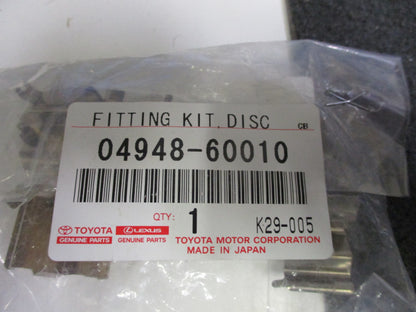 FITTING KIT, DISC CB
04948-60010
QTY: 1 K29-005
TOYOTA LEXUS
GENUINE PARTS GENUINE PARTS TOYOTA MOTOR CORPORATION
MADE IN JAPAN